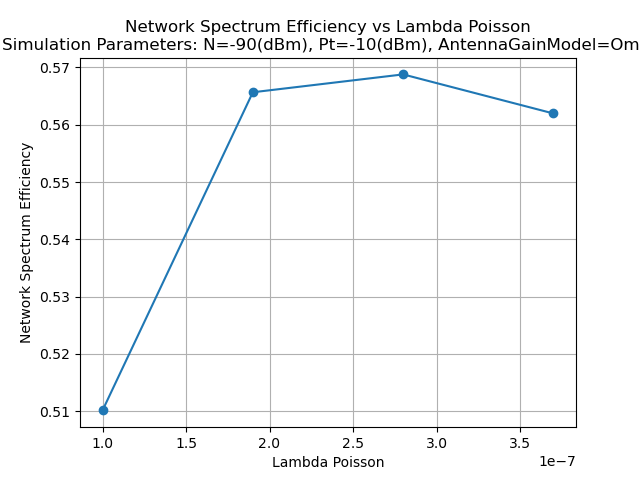 Network Spectrum Efficiency vs Lambda Poisson
Simulation Parameters: N=-90(dBm), Pt=-10(dBm), AntennaGainModel=Om
0.57
0.56
0.55
0.54
0.53
0.52
0.51
Network Spectrum Efficiency
1.0 1.5 2.0 2.5 3.0 3.5
1e−7
Lambda Poisson